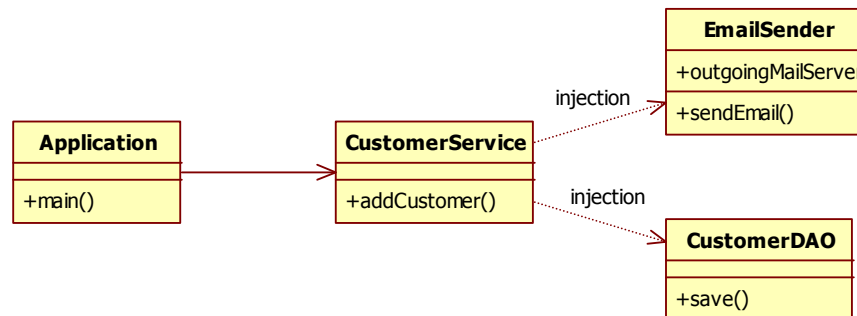 EmailSender
+outgoingMailServer
+sendEmail()
injection
Application
+main()
CustomerService
+addCustomer()
injection
CustomerDAO
+save()